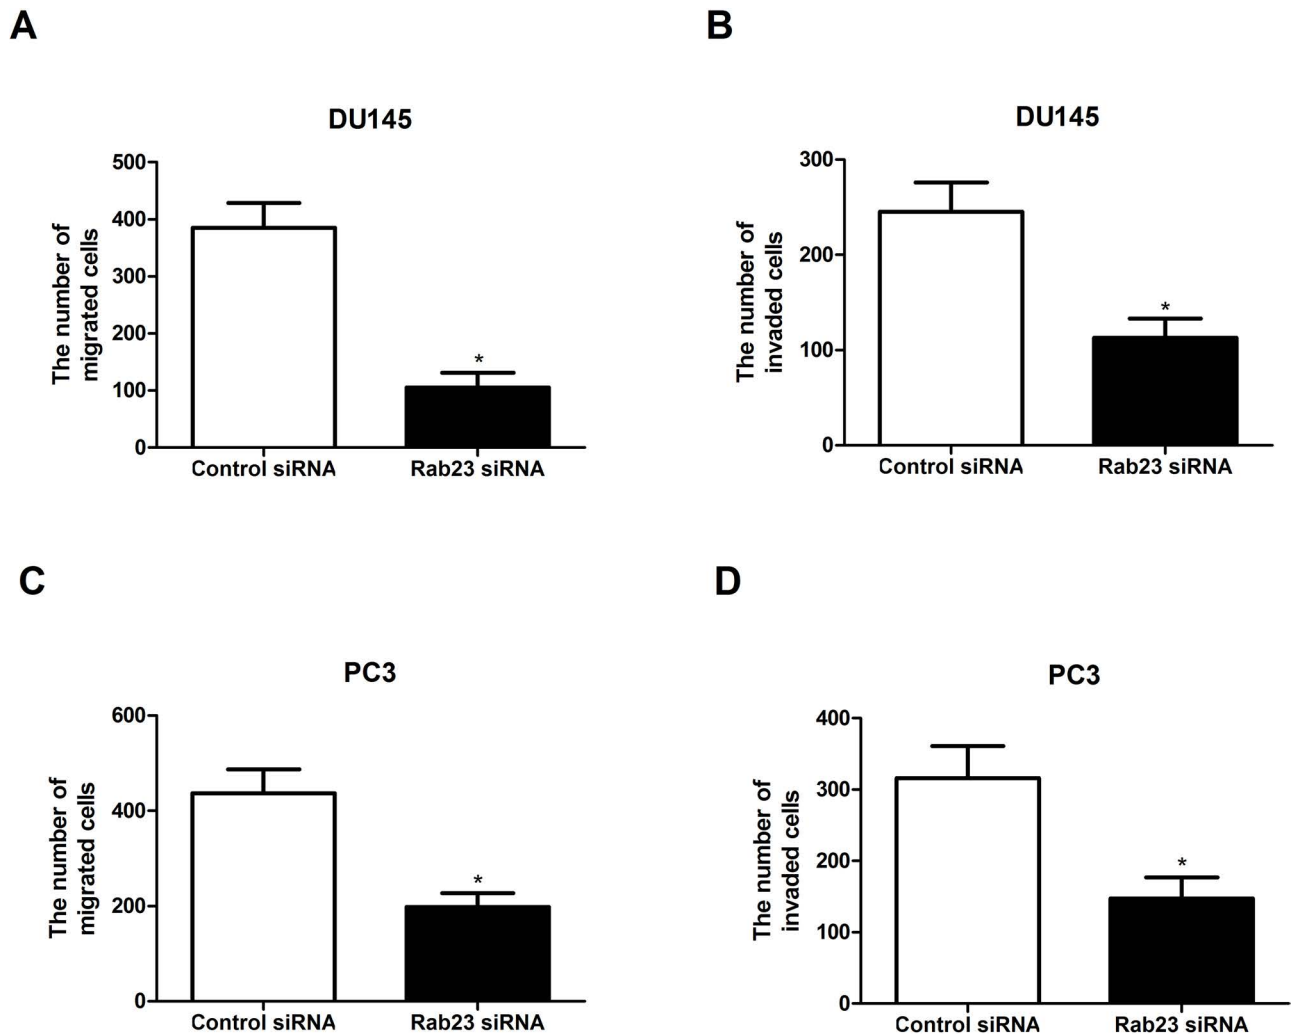 A
DU145
The number of
migrated cells
500
400
300
200
100
0
*
Control siRNA
Rab23 siRNA
B
DU145
The number of
invaded cells
300
200
100
0
*
Control siRNA
Rab23 siRNA
C
PC3
The number of
migrated cells
600
400
200
0
*
Control siRNA
Rab23 siRNA
D
PC3
The number of
invaded cells
400
300
200
100
0
*
Control siRNA
Rab23 siRNA